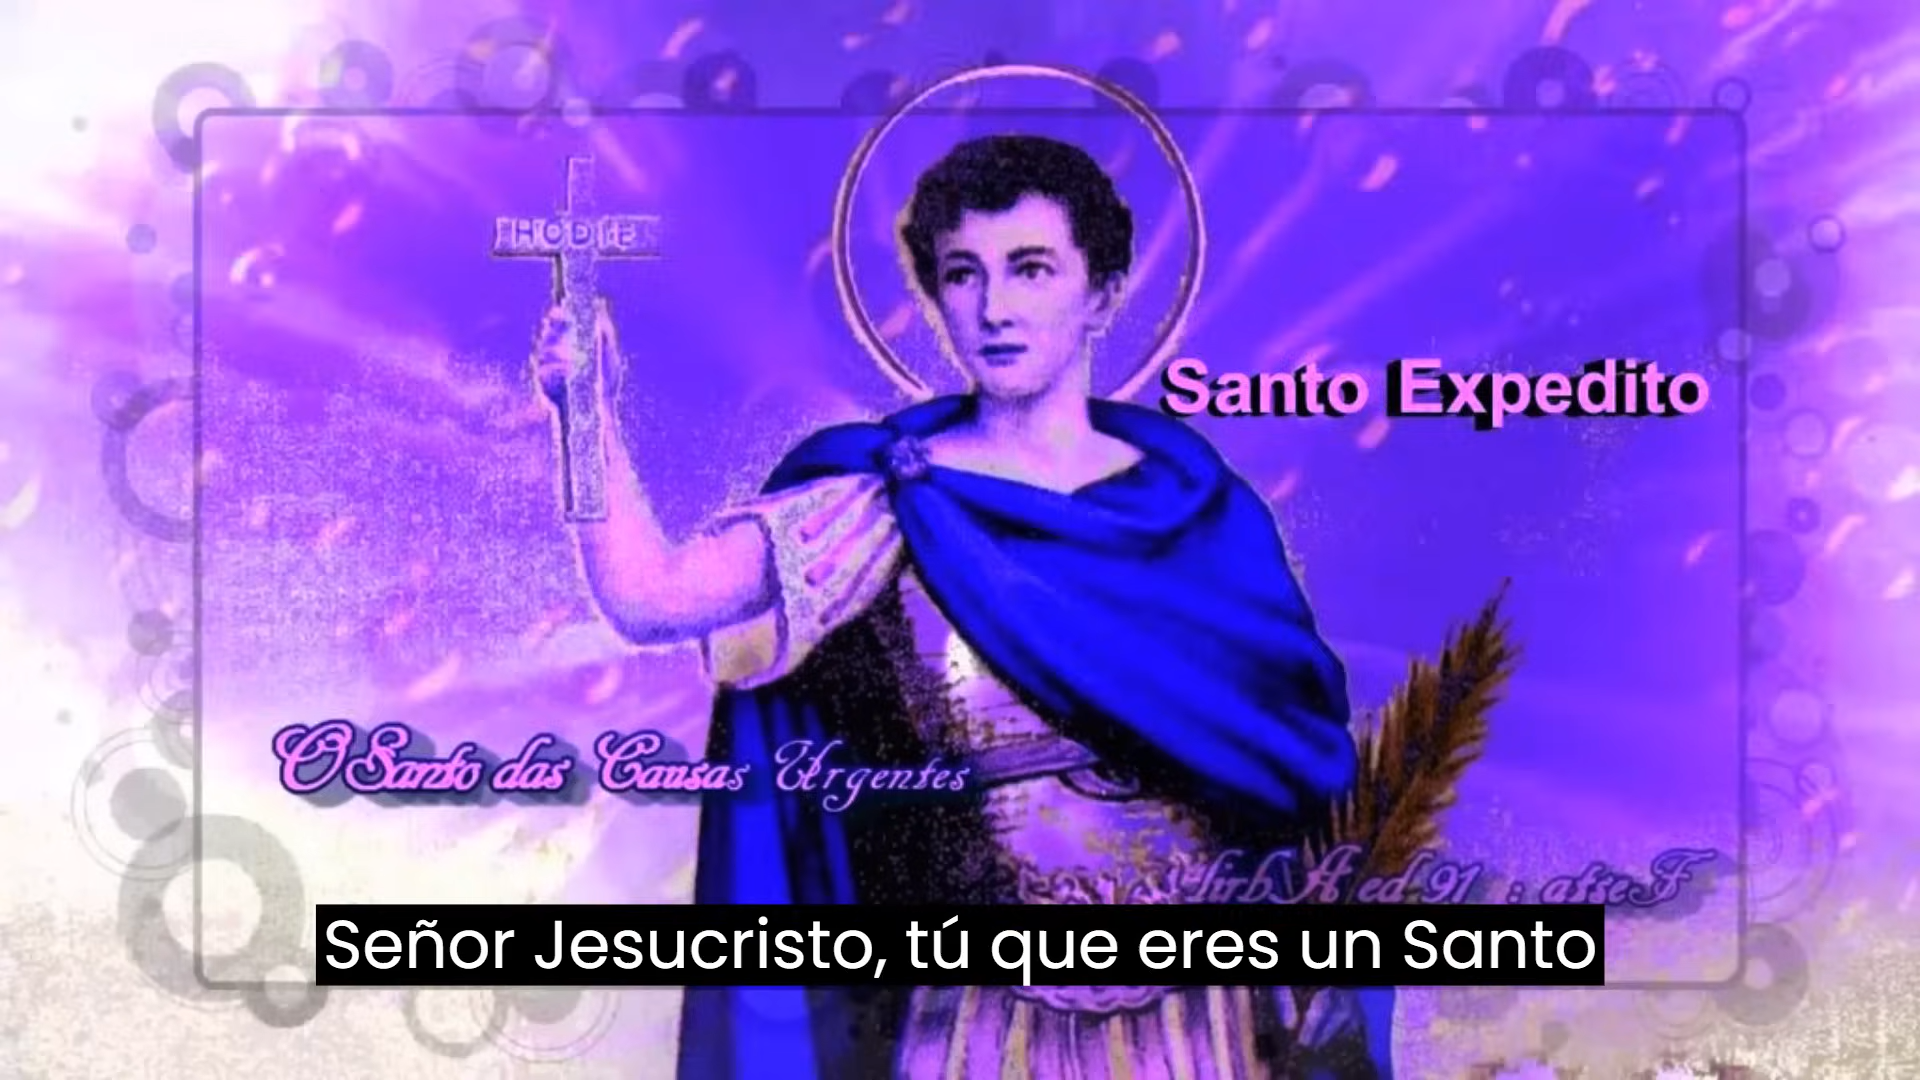 HODIE
Santo Expedito
O Santo das Causas Urgentes
Señor Jesucristo, tú que eres un Santo